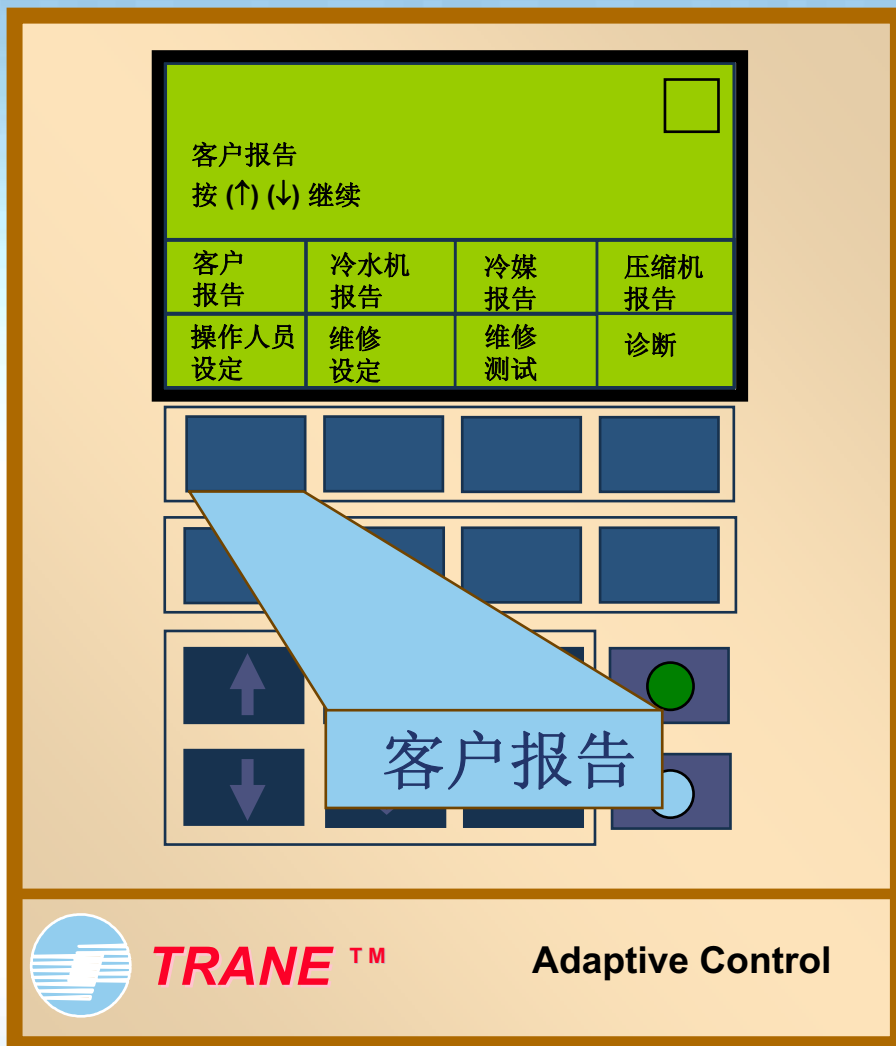 客户报告
按 (↑) (↓) 继续
客户
报告
冷水机
报告
冷媒
报告
压缩机
报告
操作人员
设定
维修
设定
维修
测试
诊断
客户报告
TRANE ™
Adaptive Control